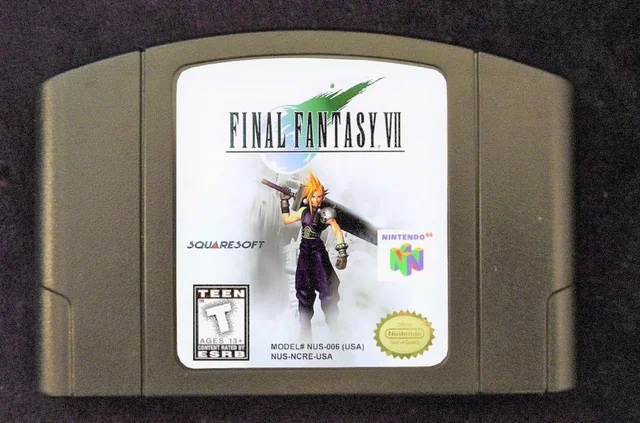 FINAL FANTASY VII
SQUARESOFT
NINTENDO 64
N
TEEN
T
AGES 13+
CONTENT RATED BY
ESRB
MODEL# NUS-006 (USA)
NUS-NCRE-USA
Nintendo